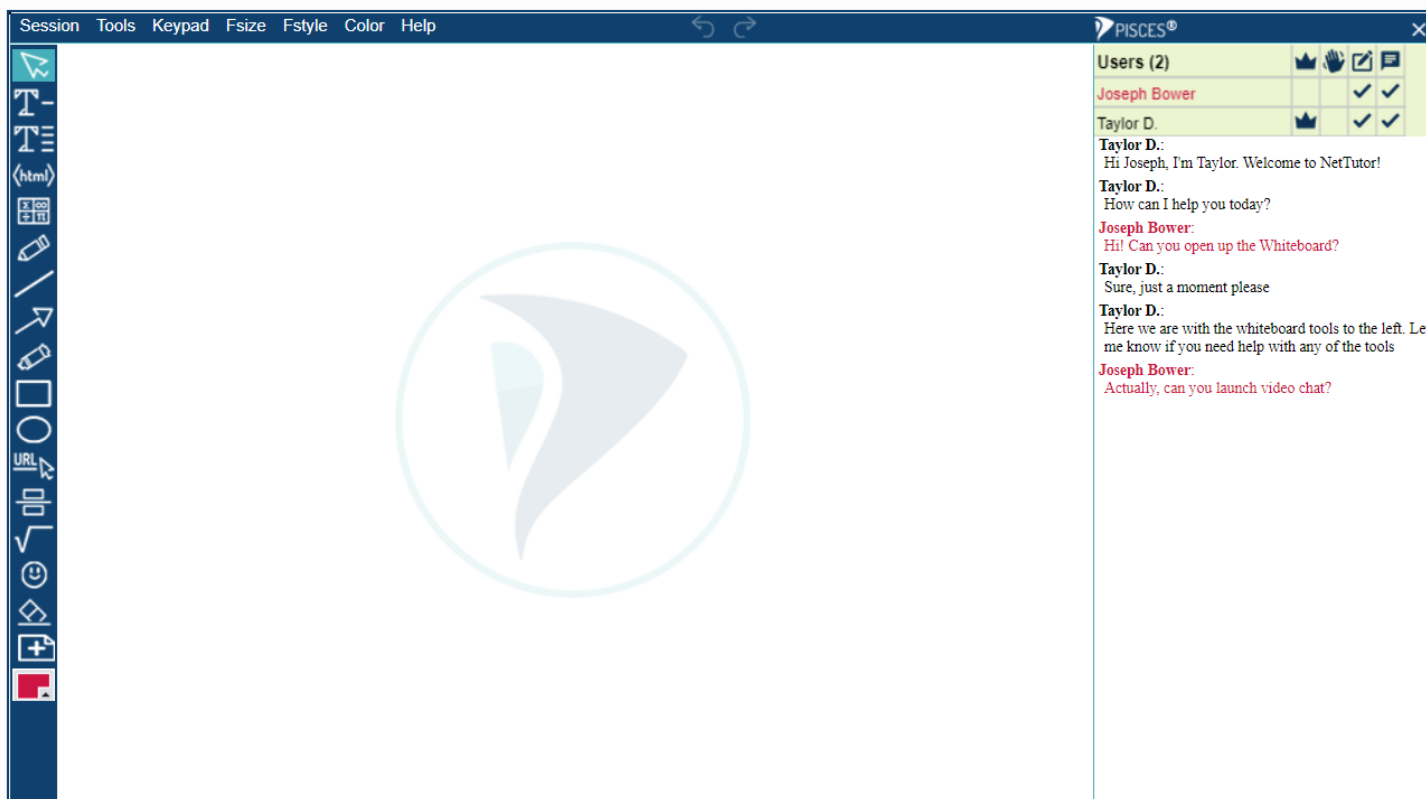 Session Tools Keypad Fsize Fstyle Color Help
PISCES®
Users (2)
Joseph Bower
Taylor D.
Taylor D.:
Hi Joseph, I'm Taylor. Welcome to NetTutor!
Taylor D.:
How can I help you today?
Joseph Bower:
Hi! Can you open up the Whiteboard?
Taylor D.:
Sure, just a moment please
Taylor D.:
Here we are with the whiteboard tools to the left. Le
me know if you need help with any of the tools
Joseph Bower:
Actually, can you launch video chat?
T-
T
<html>
Σ ∞
÷ π
URL